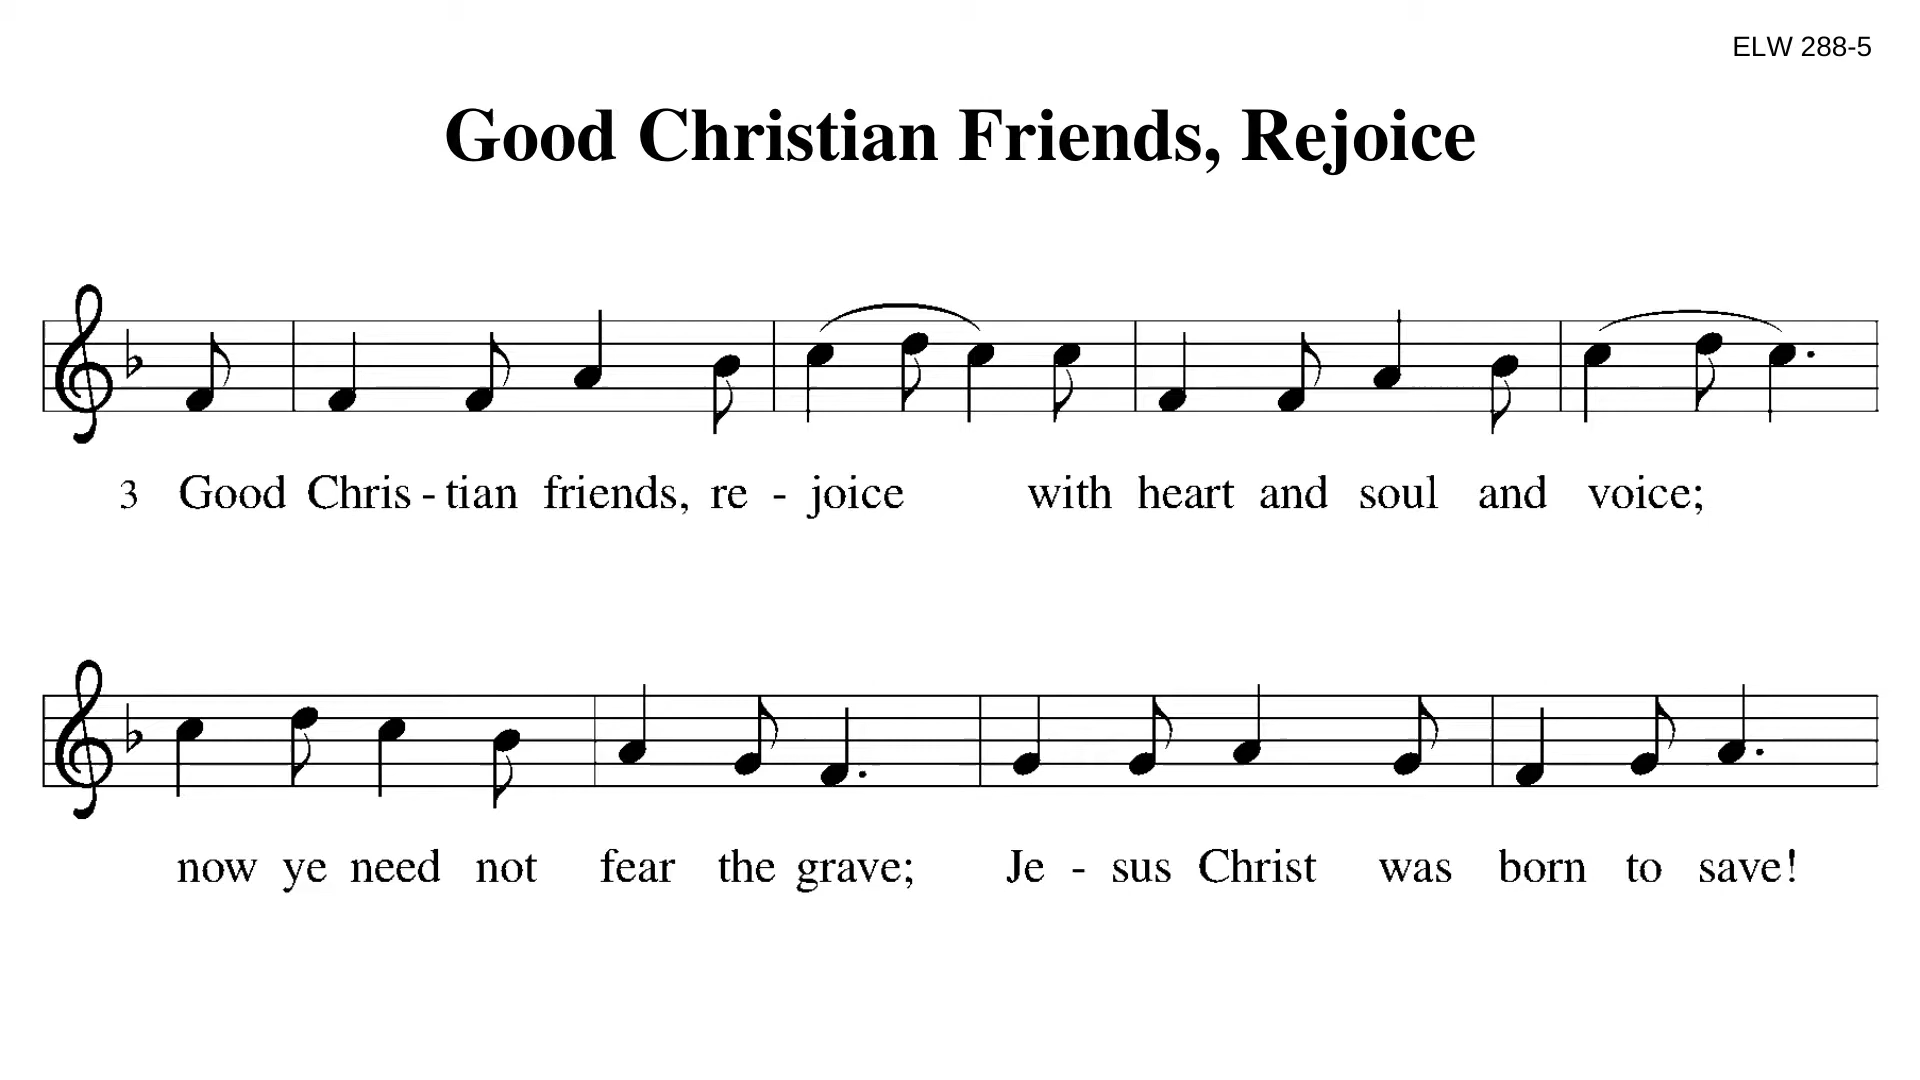 ELW 288-5
Good Christian Friends, Rejoice
3 Good Chris - tian friends, re - joice with heart and soul and voice;
now ye need not fear the grave; Je - sus Christ was born to save!